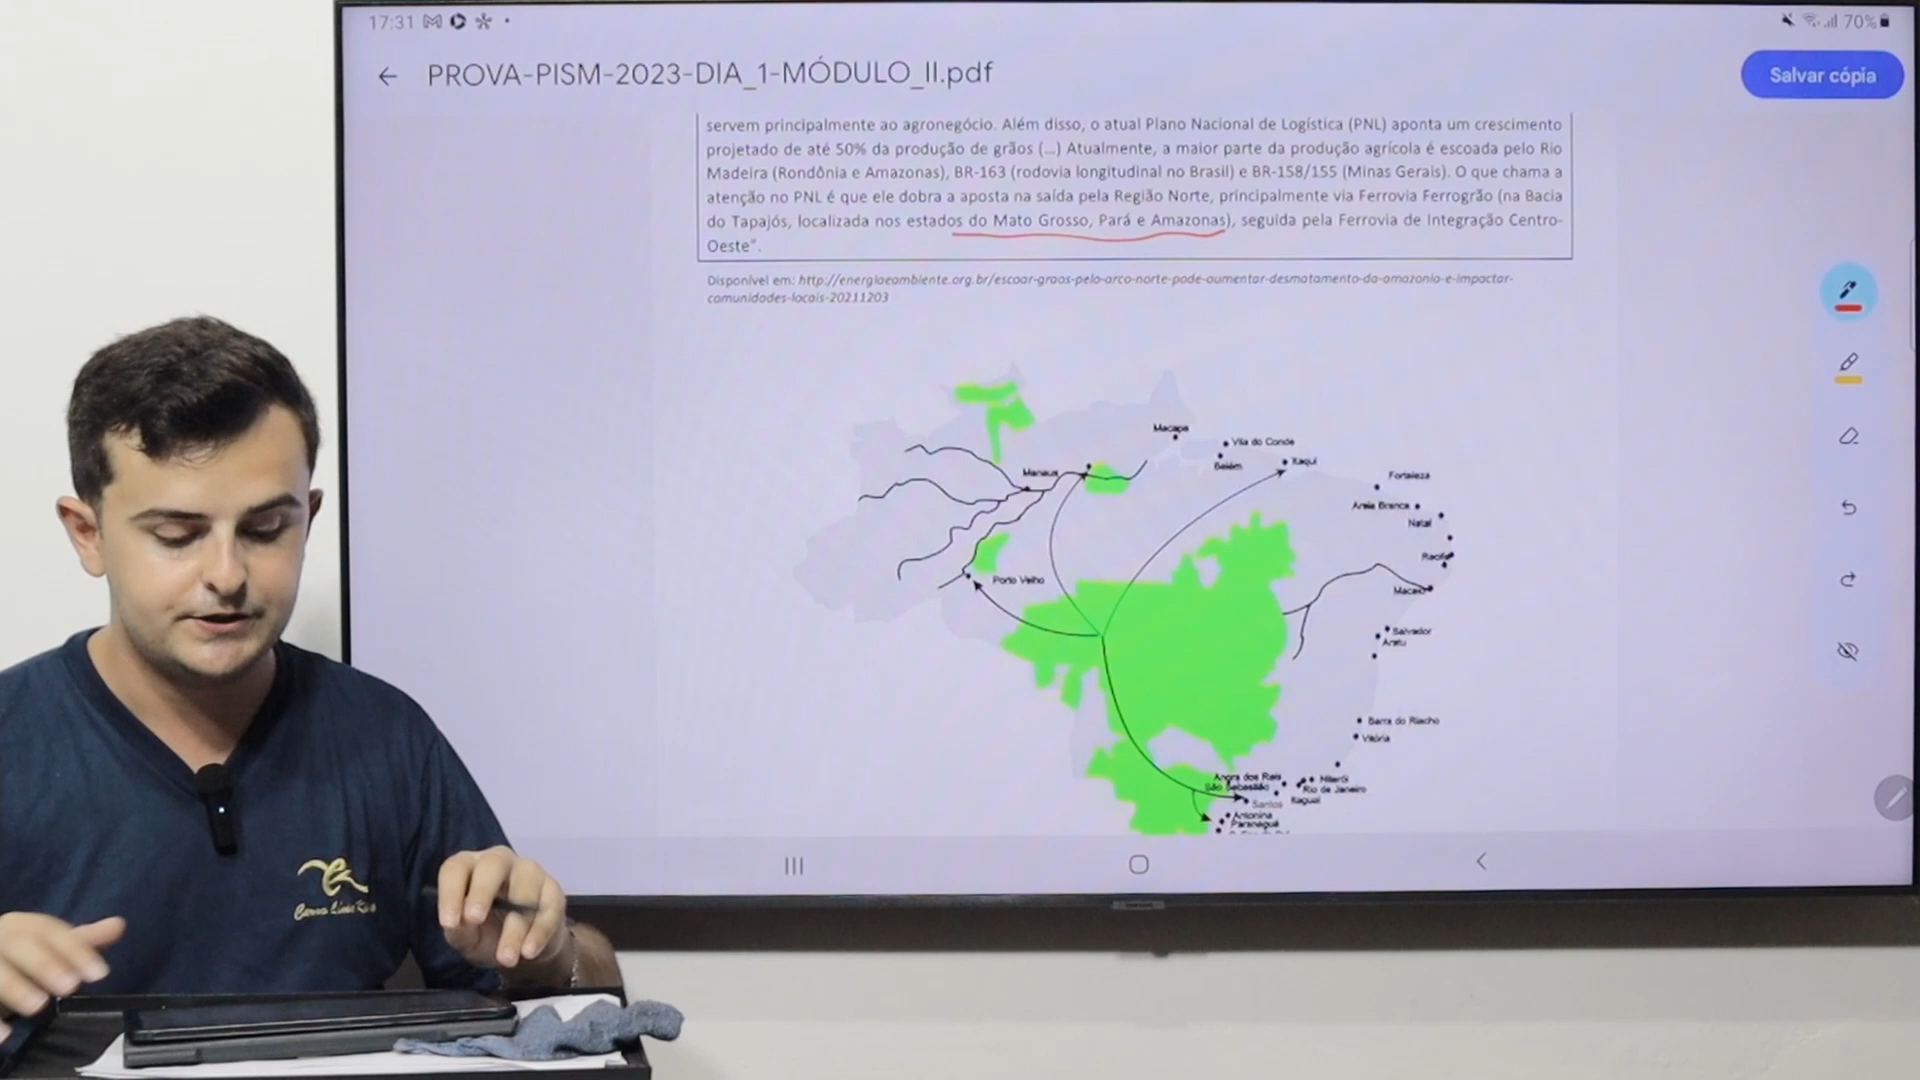 17:31
70%
PROVA-PISM-2023-DIA_1-MÓDULO_II.pdf
Salvar cópia
servem principalmente ao agronegócio. Além disso, o atual Plano Nacional de Logística (PNL) aponta um crescimento
projetado de até 50% da produção de grãos (...) Atualmente, a maior parte da produção agrícola é escoada pelo Rio
Madeira (Rondônia e Amazonas), BR-163 (rodovia longitudinal no Brasil) e BR-158/155 (Minas Gerais). O que chama a
atenção no PNL é que ele dobra a aposta na saída pela Região Norte, principalmente via Ferrovia Ferrogrão (na Bacia
do Tapajós, localizada nos estados do Mato Grosso, Pará e Amazonas), seguida pela Ferrovia de Integração Centro-
Oeste".
Disponível em: http://energiaeambiente.org.br/escoar-graos-pelo-arco-norte-pode-aumentar-desmatamento-da-amazonia-e-impactar-
comunidades-locais-20211203
Macapa
Vila do Conde
Belém
Itaqui
Manaus
Fortaleza
Areia Branca
Natal
Recife
Porto Velho
Maceió
Salvador
Aratu
Barra do Riacho
Vitória
Angra dos Reis
São Sebastião
Niterói
Rio de Janeiro
Itaguaí
Santos
Antonina
Paranaguá